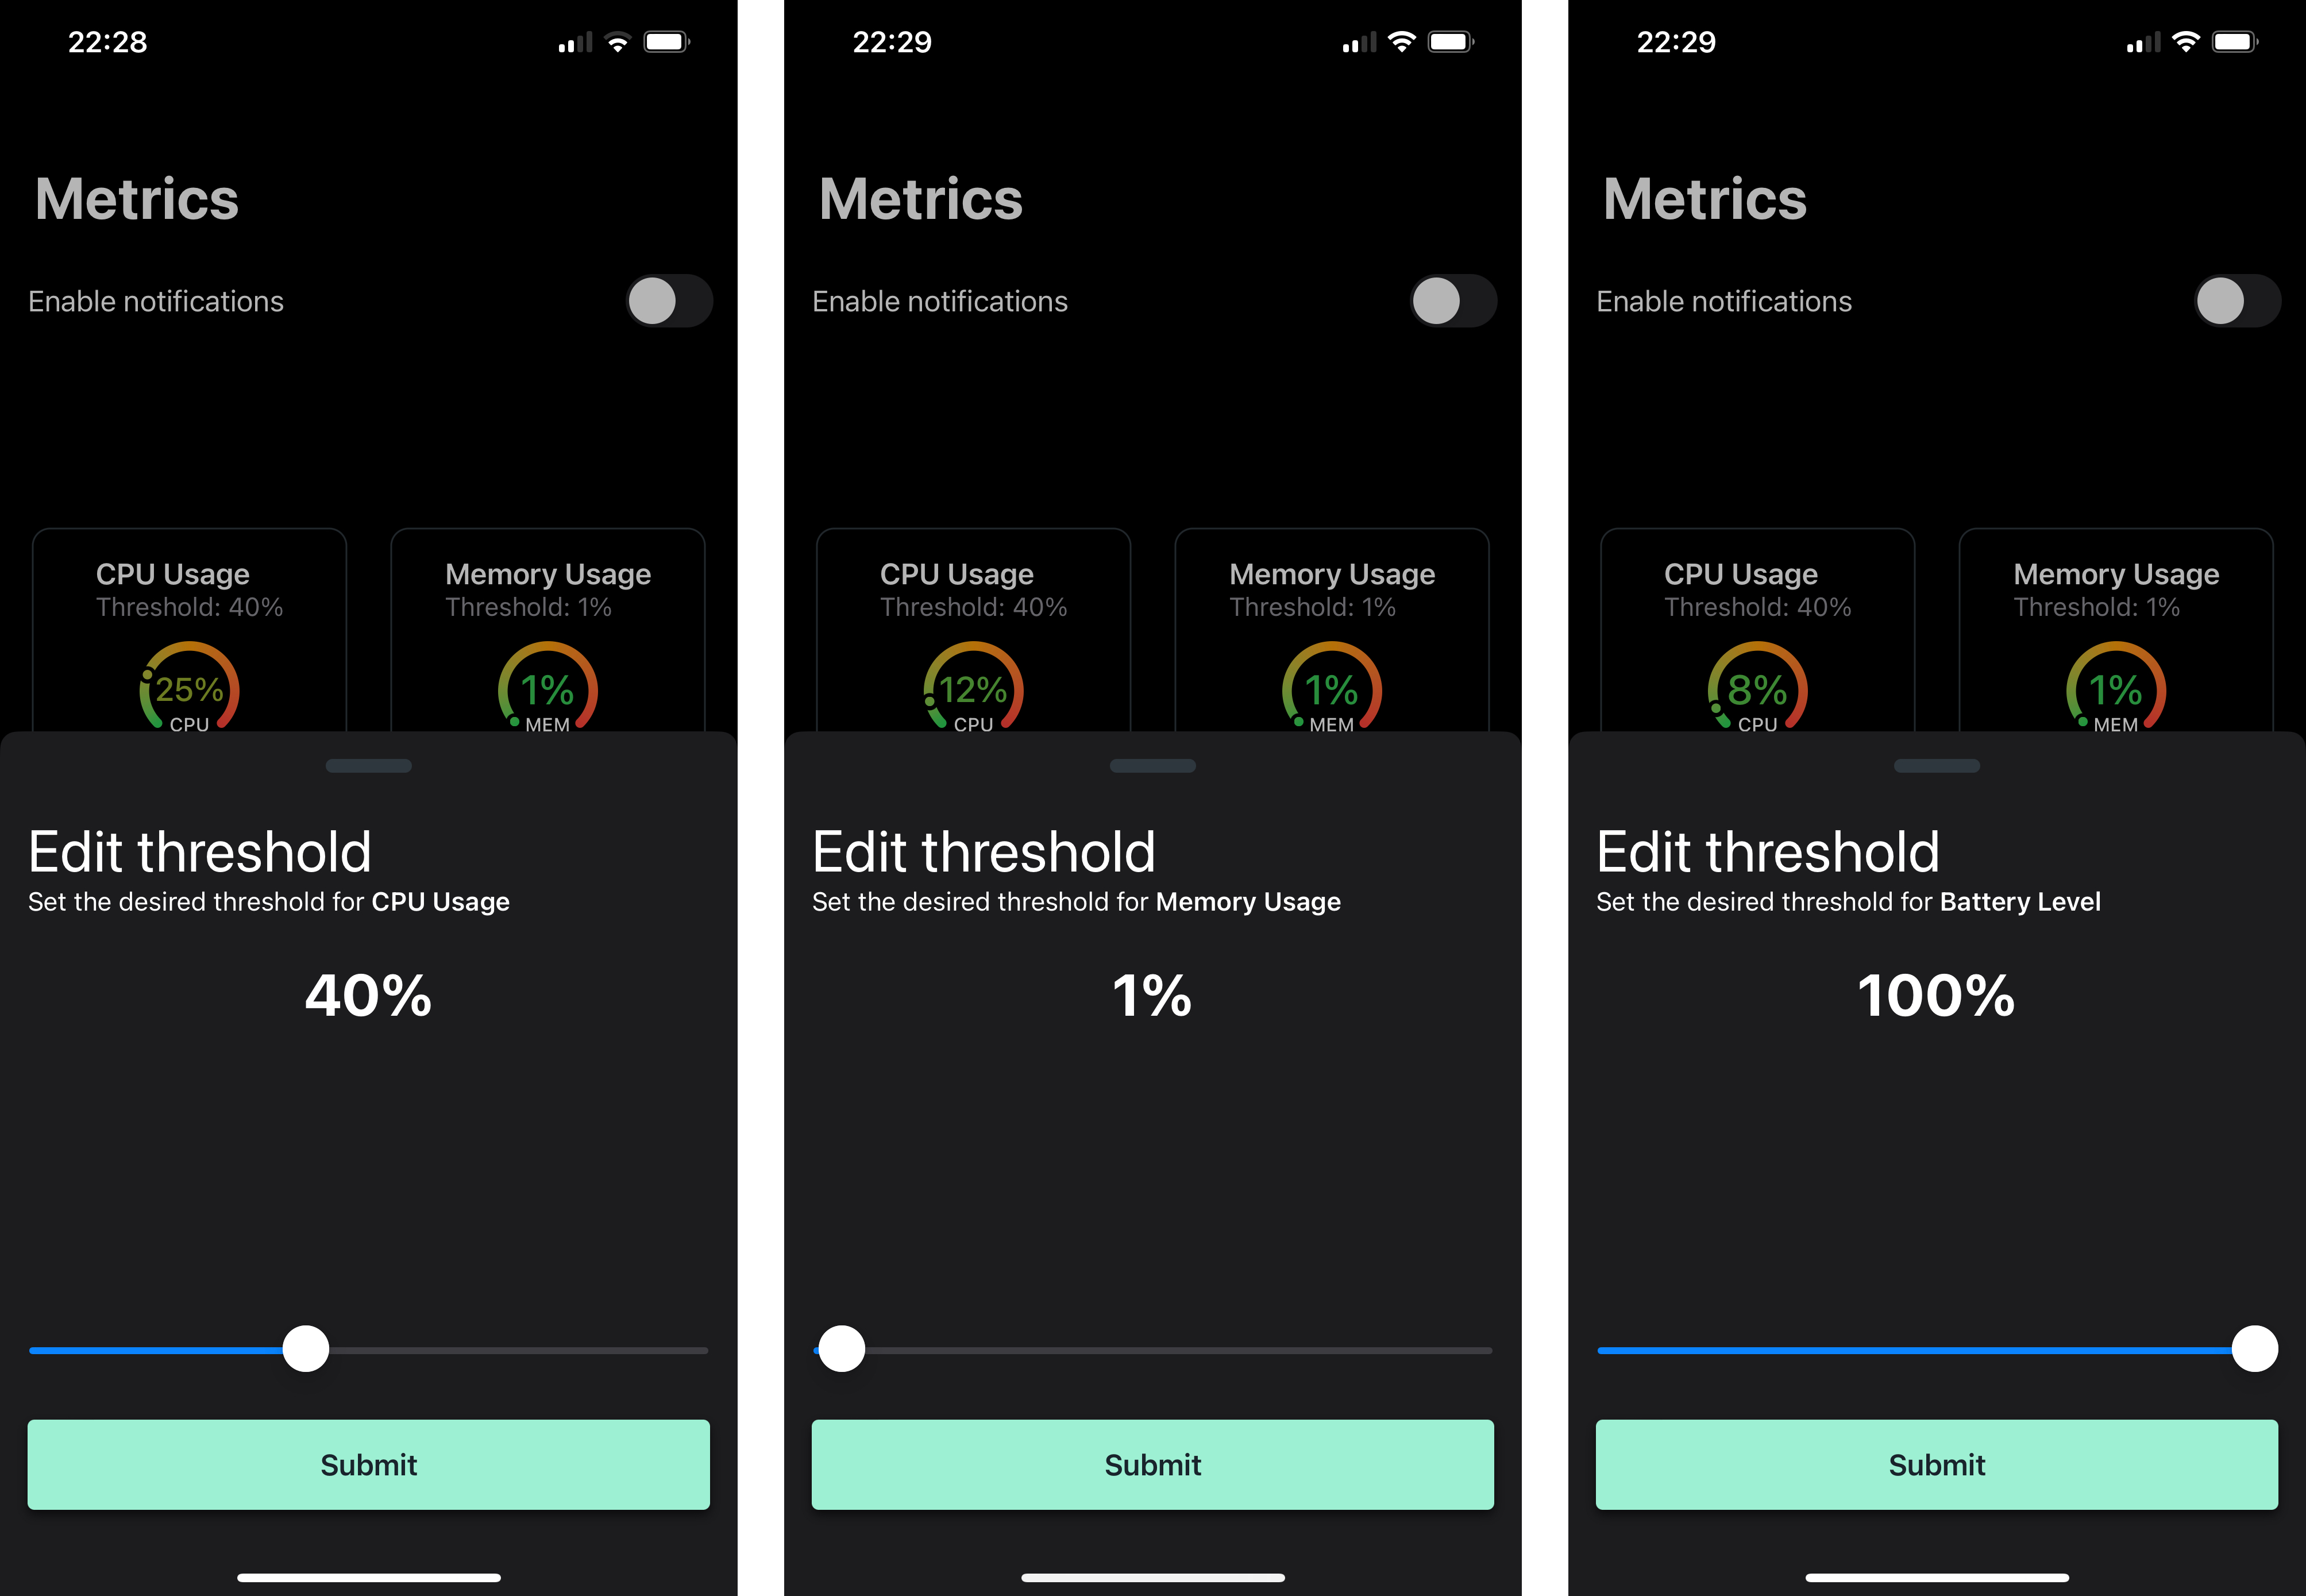 22:28
Metrics
Enable notifications
CPU Usage
Threshold: 40%
25%
CPU
Memory Usage
Threshold: 1%
1%
MEM
Edit threshold
Set the desired threshold for CPU Usage
40%
Submit
22:29
Metrics
Enable notifications
CPU Usage
Threshold: 40%
12%
CPU
Memory Usage
Threshold: 1%
1%
MEM
Edit threshold
Set the desired threshold for Memory Usage
1%
Submit
22:29
Metrics
Enable notifications
CPU Usage
Threshold: 40%
8%
CPU
Memory Usage
Threshold: 1%
1%
MEM
Edit threshold
Set the desired threshold for Battery Level
100%
Submit